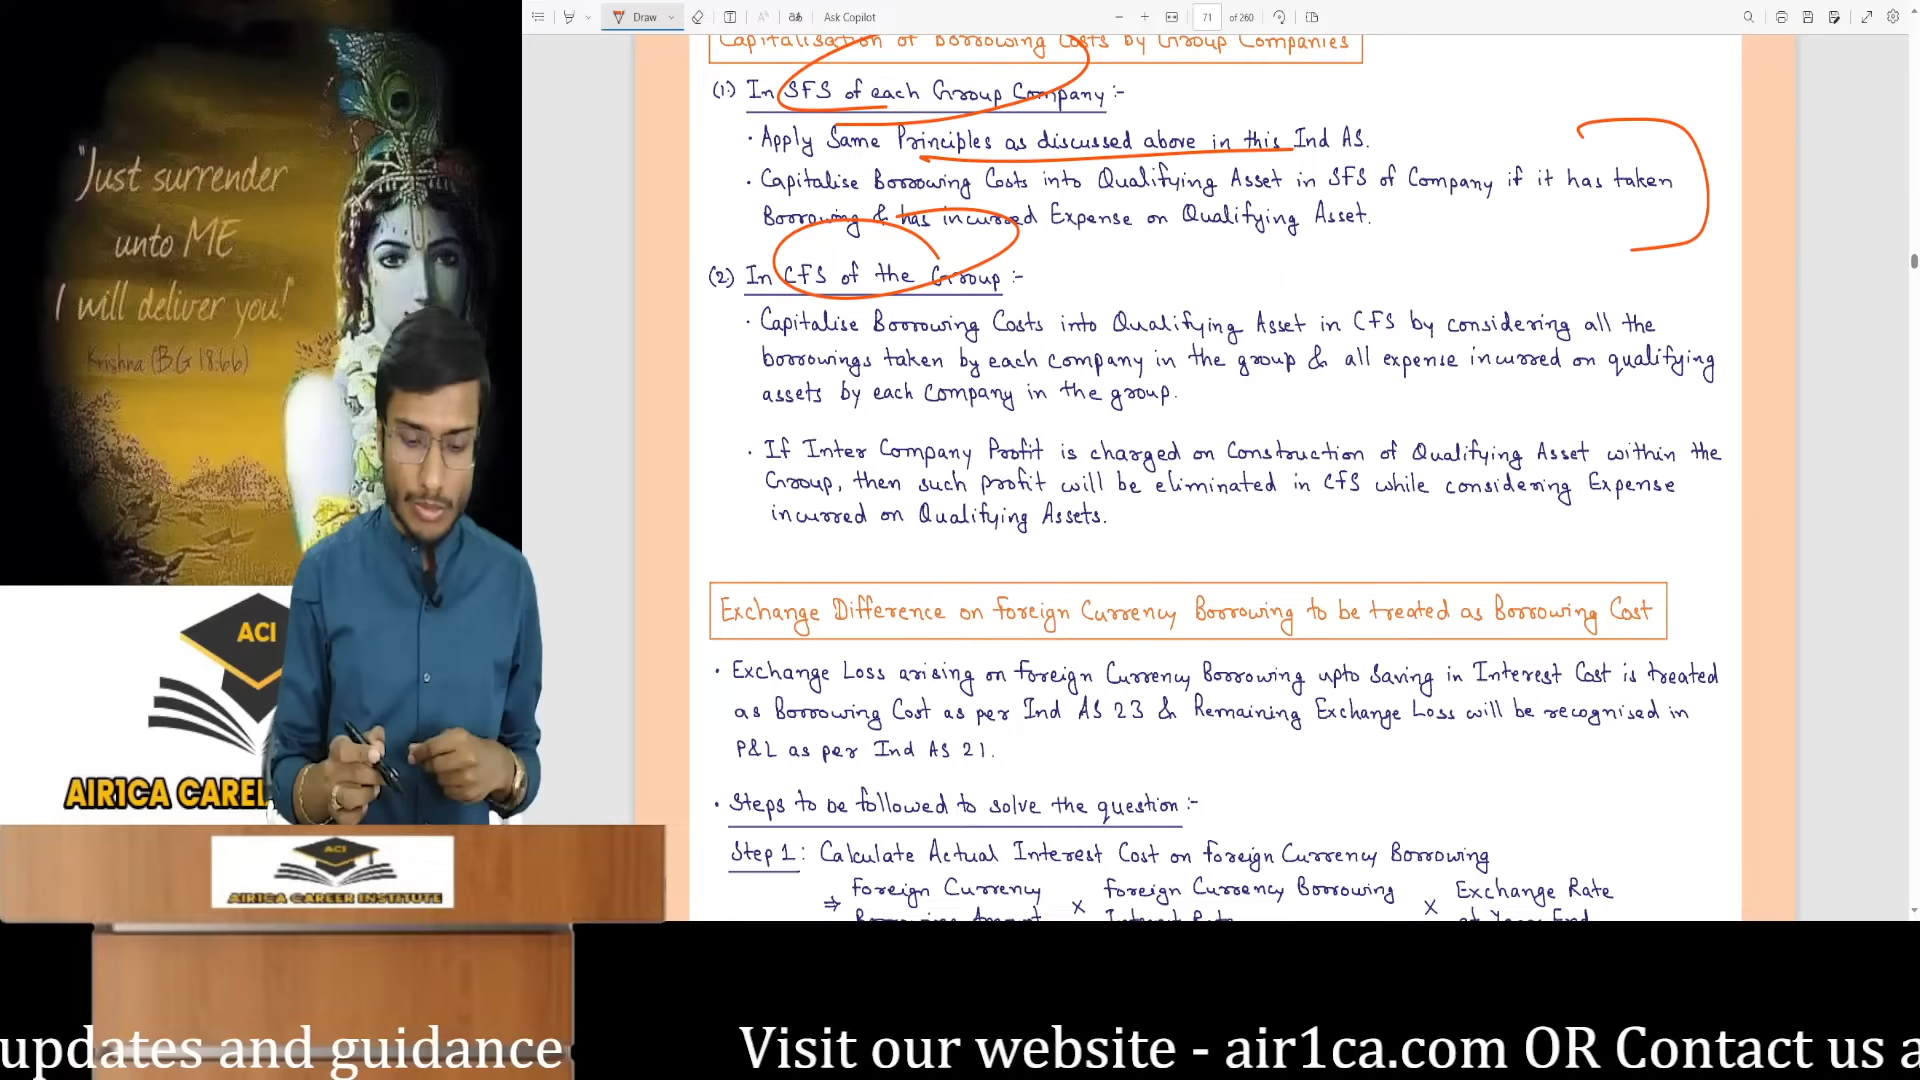 Draw
Ask Copilot
71 of 260
"Just surrender
unto ME
I will deliver you!"
Krishna (B.G 18.66)
ACI
AIR1CA CAREE
ACI
AIR1CA CAREER INSTITUTE
Capitalisation of Borrowing Costs by Group Companies
(1) In SFS of each Group Company :-
· Apply Same Principles as discussed above in this Ind AS.
· Capitalise Borrowing Costs into Qualifying Asset in SFS of Company if it has taken
Borrowing & has incurred Expense on Qualifying Asset.
(2) In CFS of the Group :-
· Capitalise Borrowing Costs into Qualifying Asset in CFS by considering all the
borrowings taken by each company in the group & all expense incurred on qualifying
assets by each Company in the group.
· If Inter Company Profit is charged on Construction of Qualifying Asset within the
Group, then such profit will be eliminated in CFS while considering Expense
incurred on Qualifying Assets.
Exchange Difference on Foreign Currency Borrowing to be treated as Borrowing Cost
· Exchange Loss arising on Foreign Currency Borrowing upto Saving in Interest Cost is treated
as Borrowing Cost as per Ind AS 23 & Remaining Exchange Loss will be recognised in
P&L as per Ind AS 21.
· Steps to be followed to solve the question :-
Step 1: Calculate Actual Interest Cost on Foreign Currency Borrowing
⇒ Foreign Currency × Foreign Currency Borrowing × Exchange Rate
Borrowing Amount Interest Rate at Year End
updates and guidance Visit our website - air1ca.com OR Contact us a